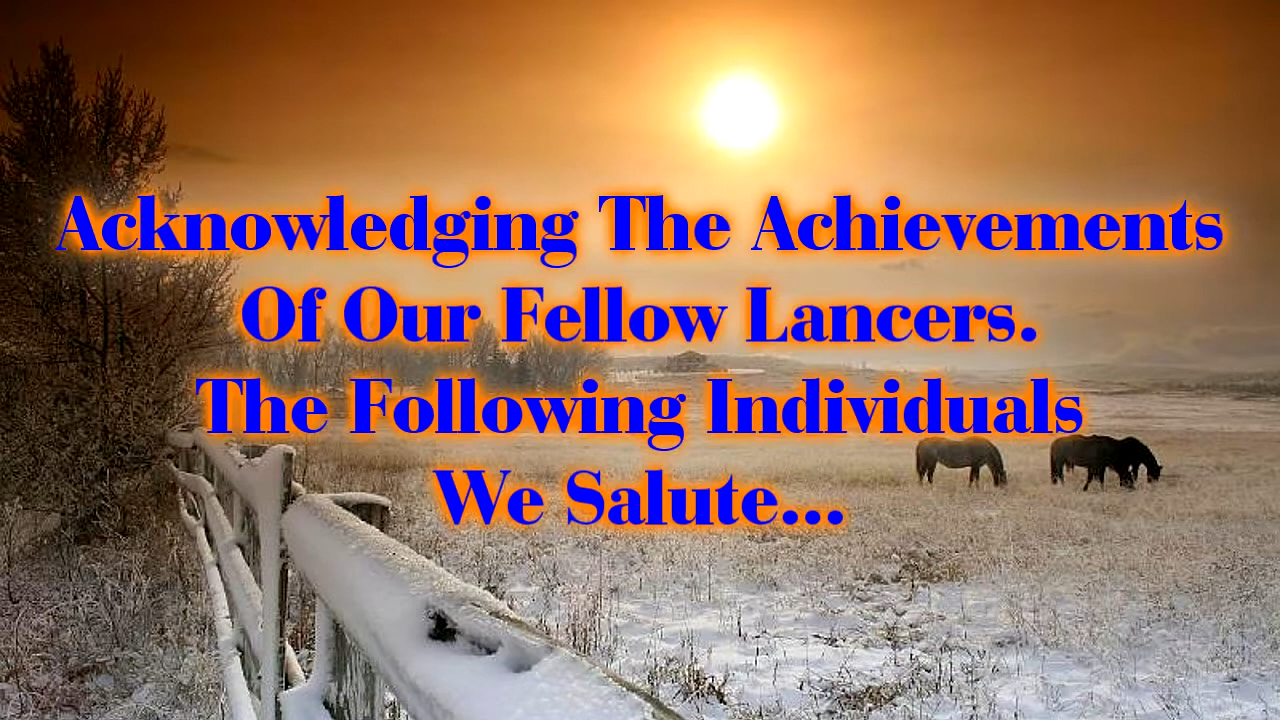 Acknowledging The Achievements
Of Our Fellow Lancers.
The Following Individuals
We Salute...